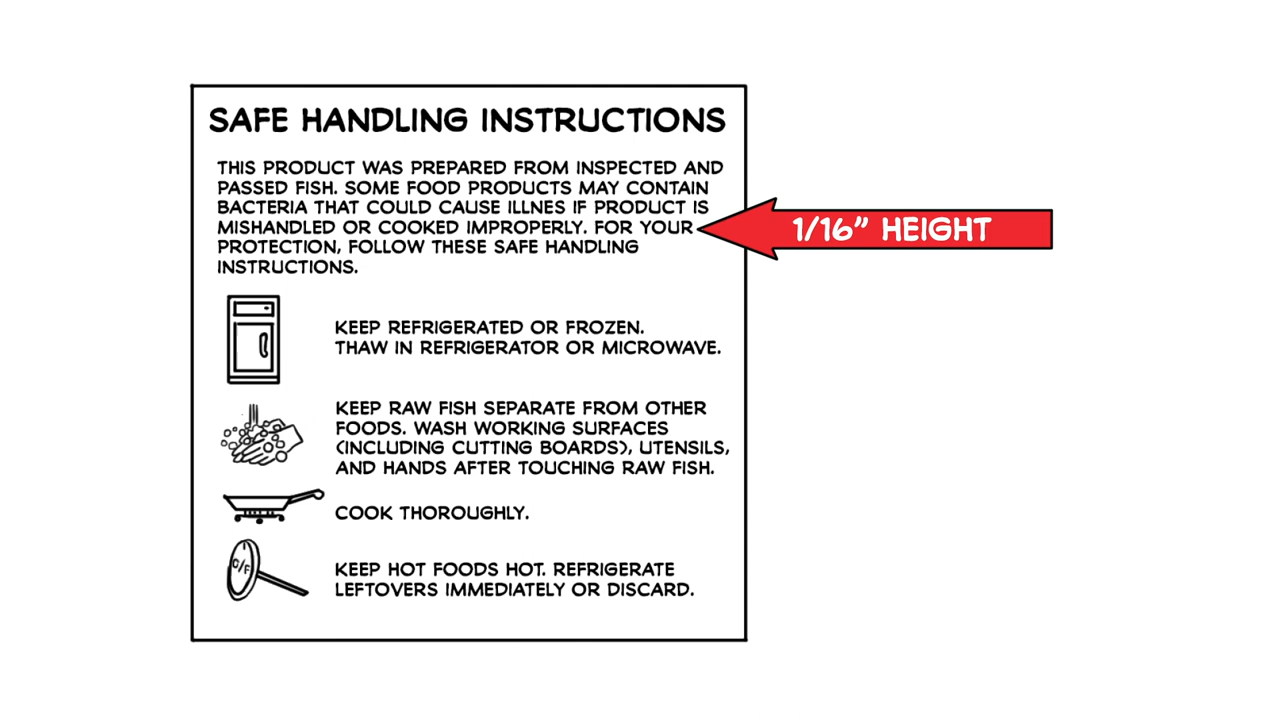 SAFE HANDLING INSTRUCTIONS
THIS PRODUCT WAS PREPARED FROM INSPECTED AND
PASSED FISH. SOME FOOD PRODUCTS MAY CONTAIN
BACTERIA THAT COULD CAUSE ILLNES IF PRODUCT IS
MISHANDLED OR COOKED IMPROPERLY. FOR YOUR
PROTECTION, FOLLOW THESE SAFE HANDLING
INSTRUCTIONS.
1/16” HEIGHT
KEEP REFRIGERATED OR FROZEN.
THAW IN REFRIGERATOR OR MICROWAVE.
KEEP RAW FISH SEPARATE FROM OTHER
FOODS. WASH WORKING SURFACES
(INCLUDING CUTTING BOARDS), UTENSILS,
AND HANDS AFTER TOUCHING RAW FISH.
COOK THOROUGHLY.
C/F
KEEP HOT FOODS HOT. REFRIGERATE
LEFTOVERS IMMEDIATELY OR DISCARD.